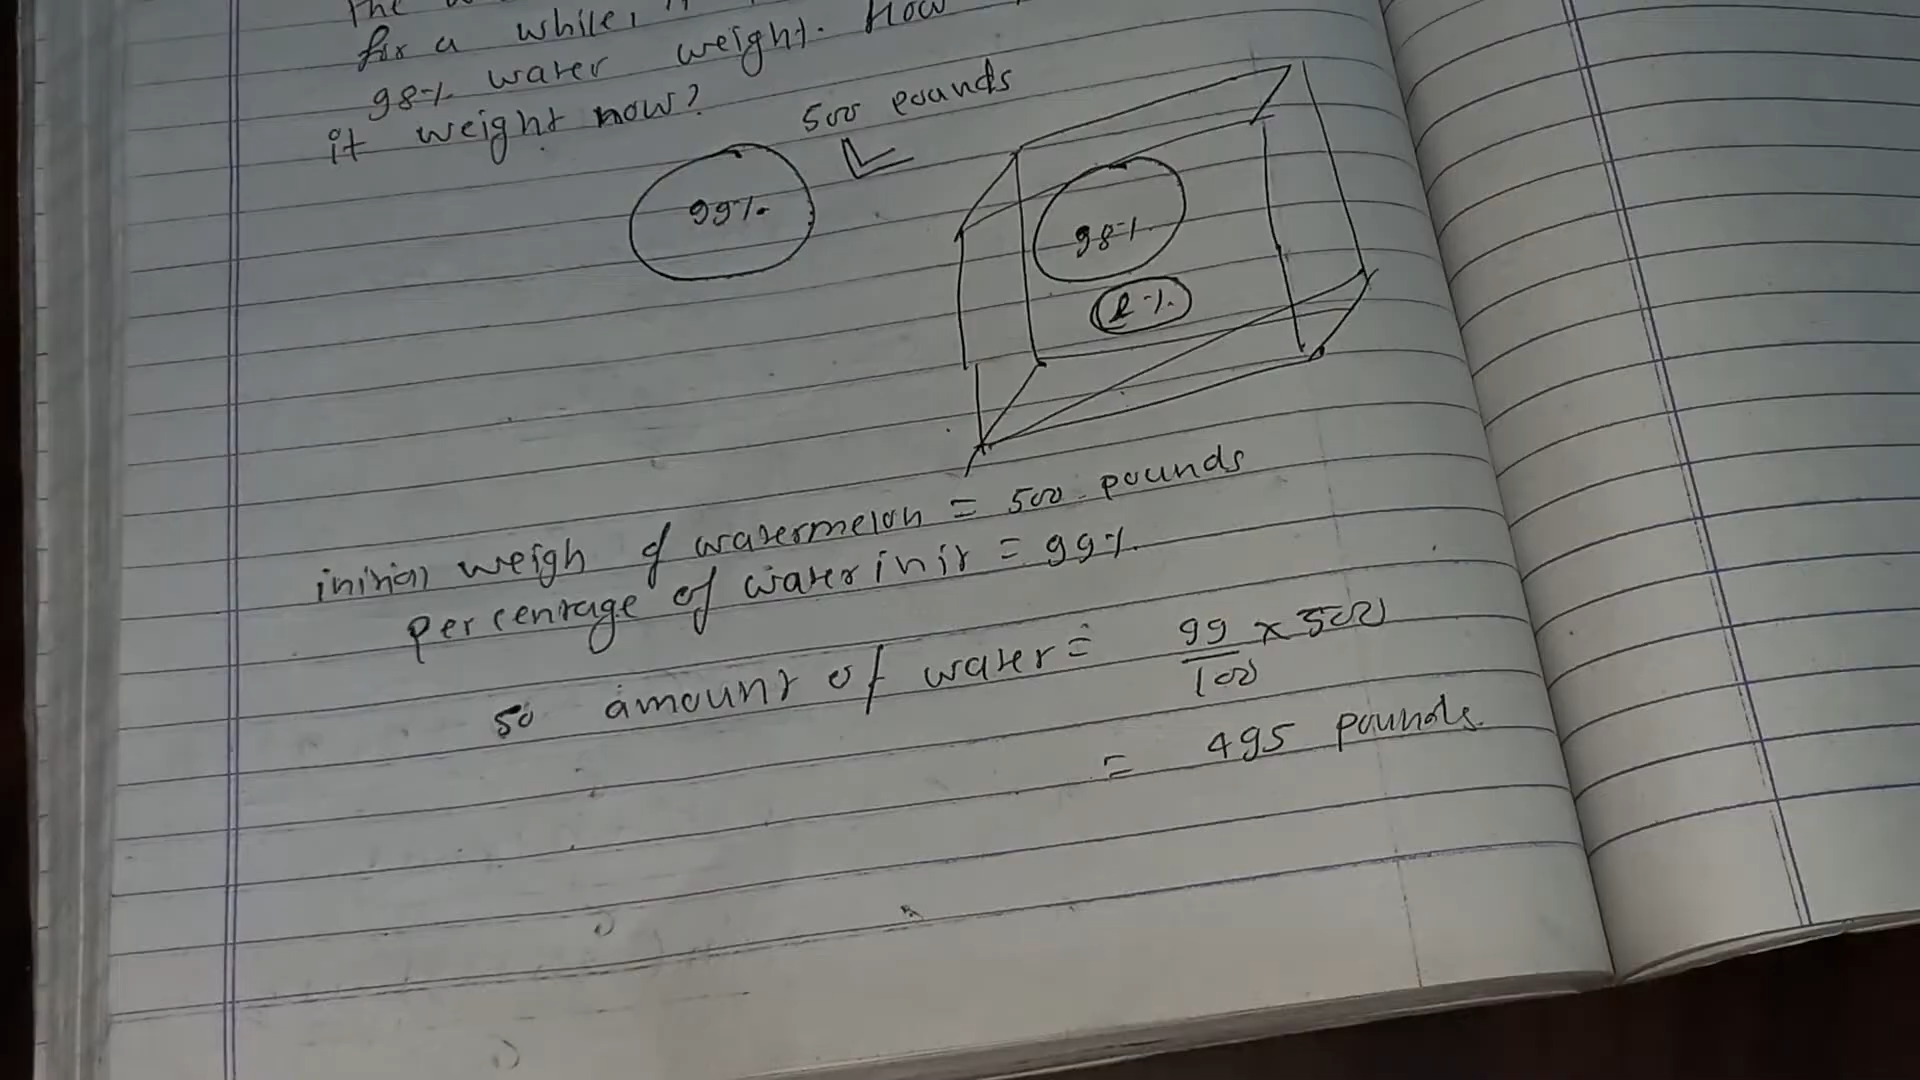 The
for a while,
98% water weight. How
it weight now?
500 pounds
99%
98%
2%
initial weigh of watermelon = 500 pounds
percentage of water in it = 99%
so amount of water = 99/100 × 500
= 495 pounds